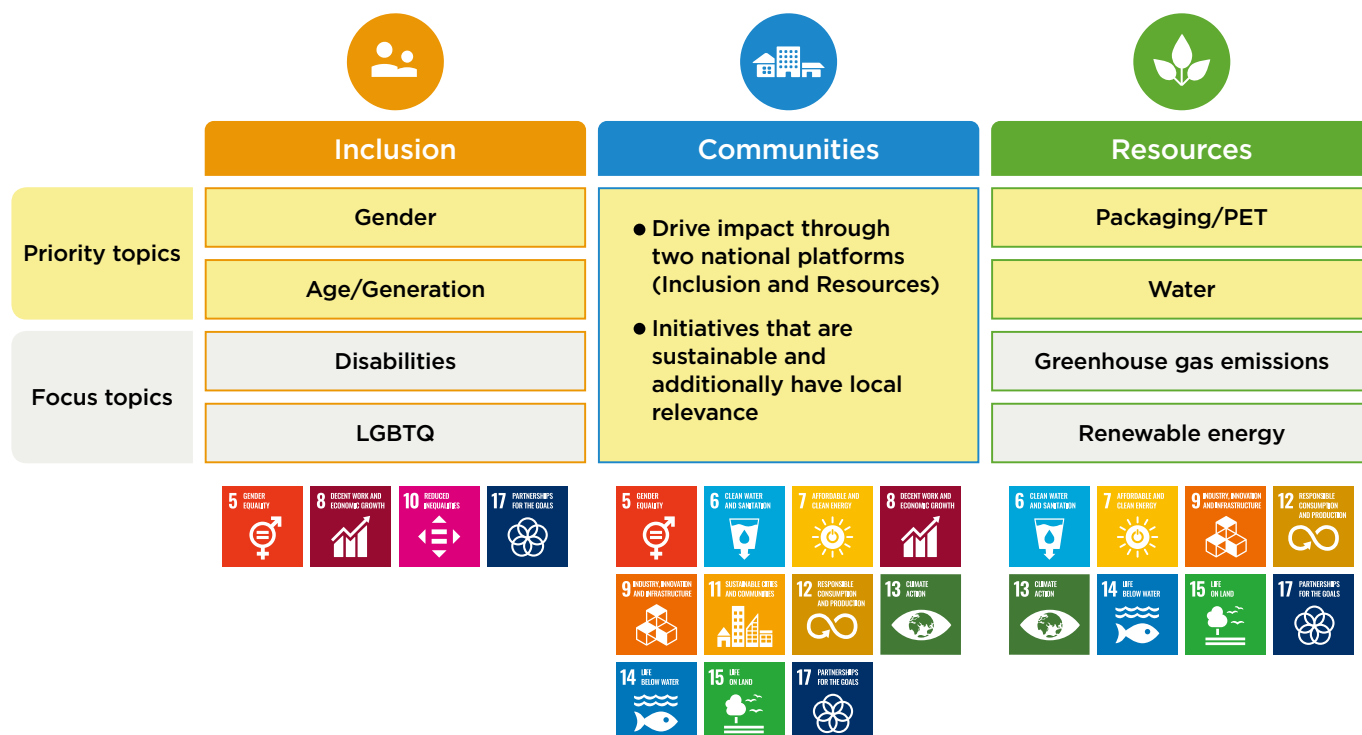 Inclusion
Communities
Resources
Priority topics
Gender
Age/Generation
● Drive impact through
two national platforms
(Inclusion and Resources)
● Initiatives that are
sustainable and
additionally have local
relevance
Packaging/PET
Water
Focus topics
Disabilities
LGBTQ
Greenhouse gas emissions
Renewable energy
5 GENDER
EQUALITY
8 DECENT WORK AND
ECONOMIC GROWTH
10 REDUCED
INEQUALITIES
17 PARTNERSHIPS
FOR THE GOALS
5 GENDER
EQUALITY
6 CLEAN WATER
AND SANITATION
7 AFFORDABLE AND
CLEAN ENERGY
8 DECENT WORK AND
ECONOMIC GROWTH
9 INDUSTRY, INNOVATION
AND INFRASTRUCTURE
11 SUSTAINABLE CITIES
AND COMMUNITIES
12 RESPONSIBLE
CONSUMPTION
AND PRODUCTION
13 CLIMATE
ACTION
14 LIFE
BELOW WATER
15 LIFE
ON LAND
17 PARTNERSHIPS
FOR THE GOALS
6 CLEAN WATER
AND SANITATION
7 AFFORDABLE AND
CLEAN ENERGY
9 INDUSTRY, INNOVATION
AND INFRASTRUCTURE
12 RESPONSIBLE
CONSUMPTION
AND PRODUCTION
13 CLIMATE
ACTION
14 LIFE
BELOW WATER
15 LIFE
ON LAND
17 PARTNERSHIPS
FOR THE GOALS